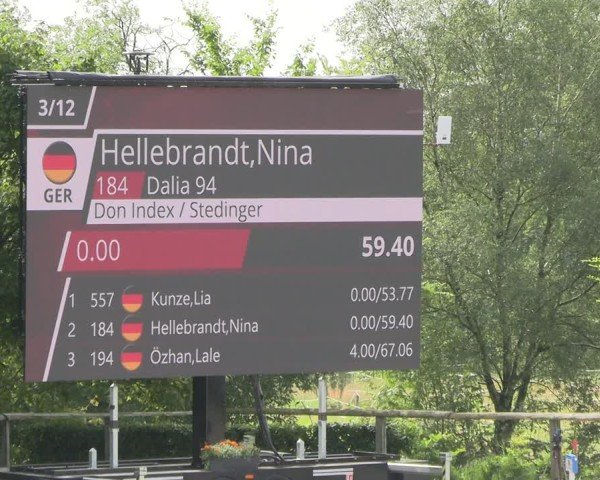 3/12
Hellebrandt,Nina
GER
184 Dalia 94
Don Index / Stedinger
0.00 59.40
1 557 Kunze,Lia 0.00/53.77
2 184 Hellebrandt,Nina 0.00/59.40
3 194 Özhan,Lale 4.00/67.06